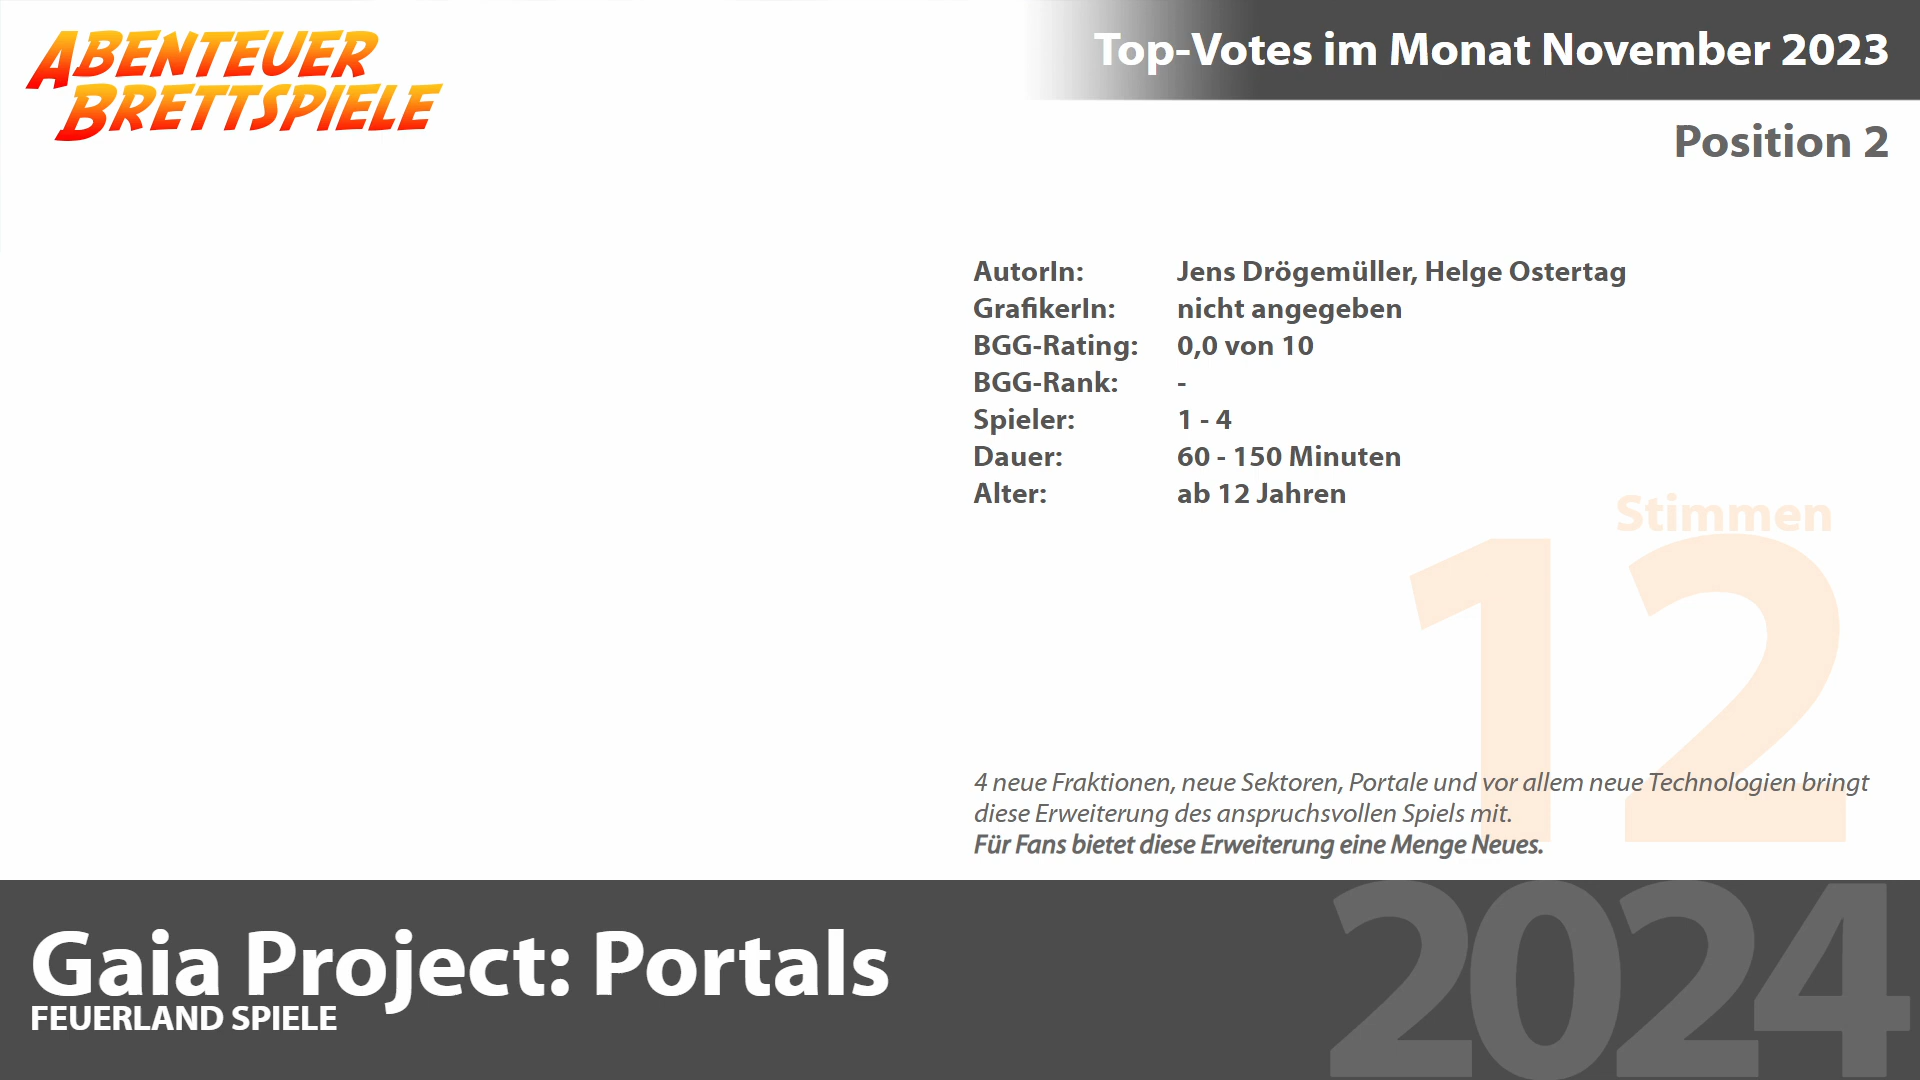 ABENTEUER
BRETTSPIELE
Top-Votes im Monat November 2023
Position 2
AutorIn: Jens Drögemüller, Helge Ostertag
GrafikerIn: nicht angegeben
BGG-Rating: 0,0 von 10
BGG-Rank: -
Spieler: 1 - 4
Dauer: 60 - 150 Minuten
Alter: ab 12 Jahren
Stimmen
12
4 neue Fraktionen, neue Sektoren, Portale und vor allem neue Technologien bringt
diese Erweiterung des anspruchsvollen Spiels mit.
Für Fans bietet diese Erweiterung eine Menge Neues.
Gaia Project: Portals
FEUERLAND SPIELE
2024